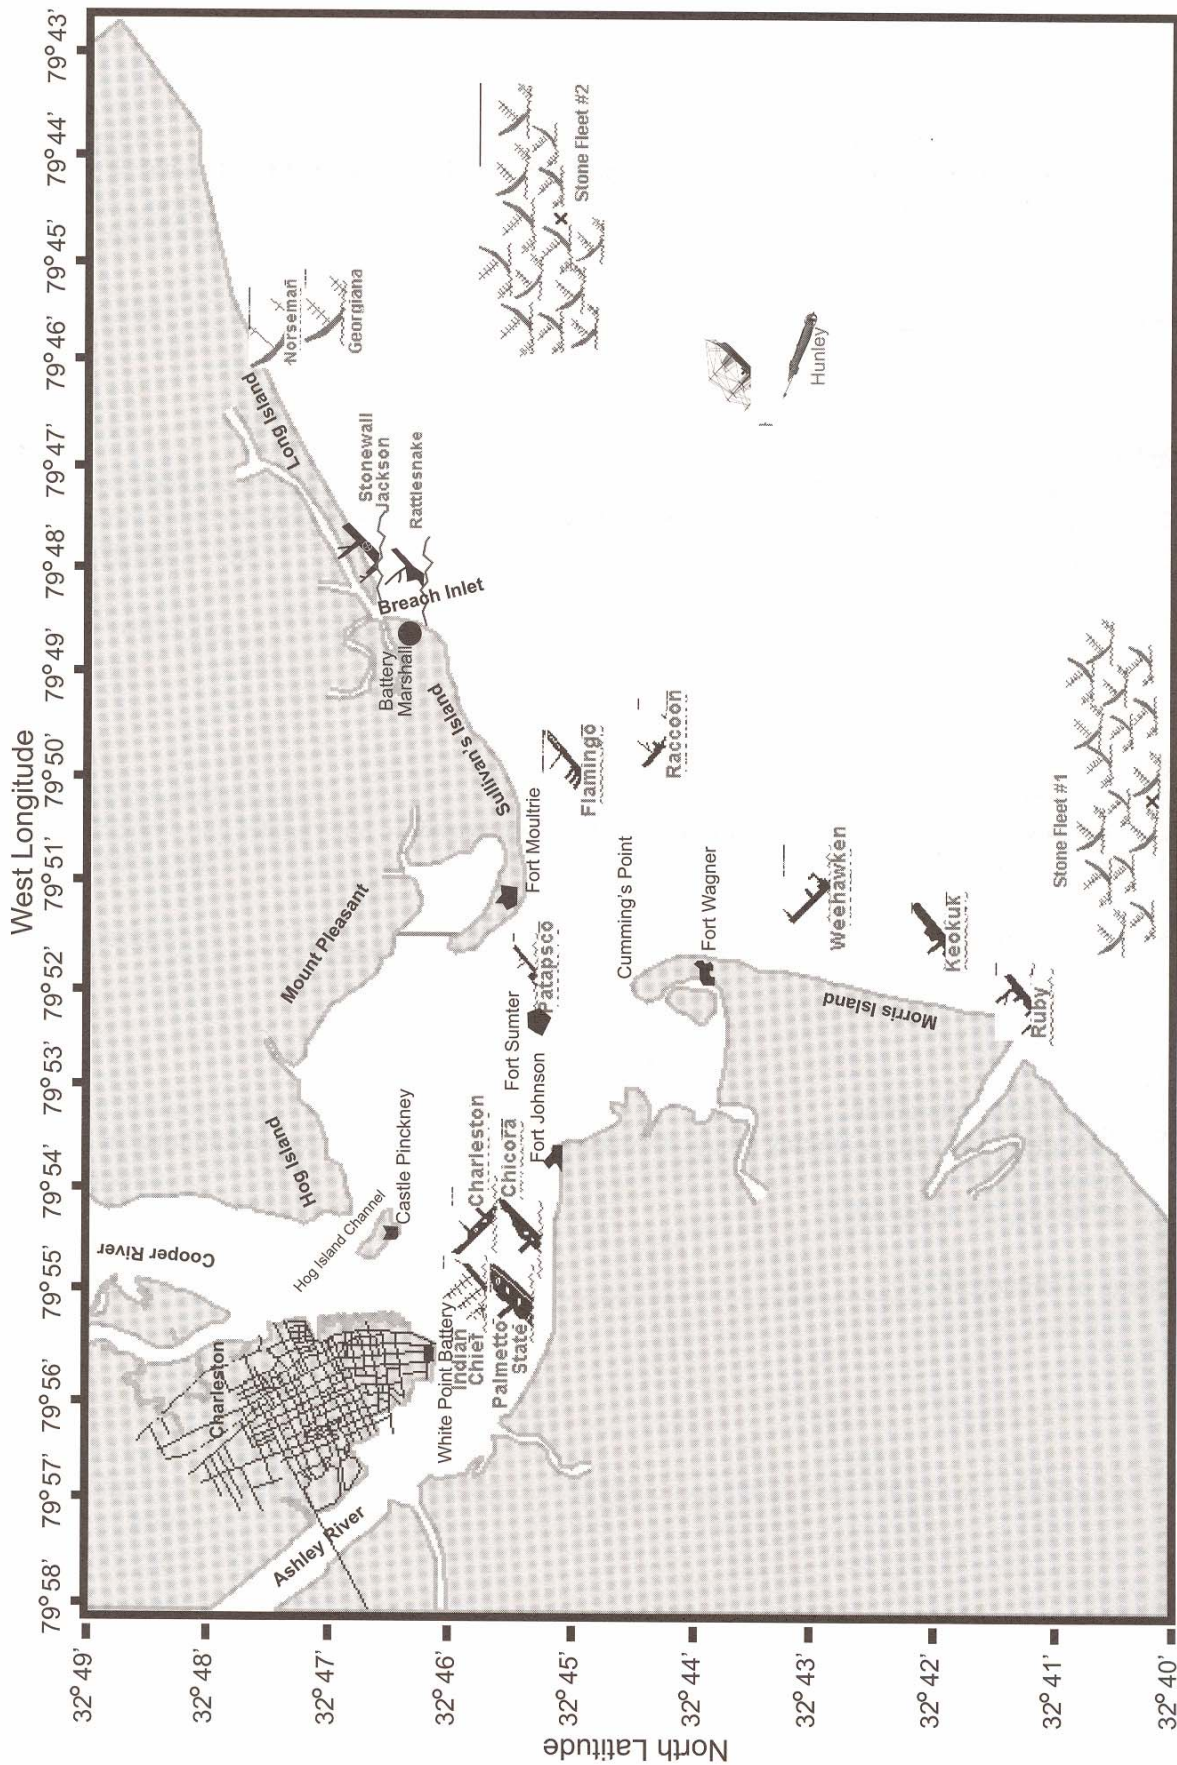 West Longitude
79° 58'
79° 57'
79° 56'
79° 55'
79° 54'
79° 53'
79° 52'
79° 51'
79° 50'
79° 49'
79° 48'
79° 47'
79° 46'
79° 45'
79° 44'
79° 43'
North Latitude
32° 49'
32° 48'
32° 47'
32° 46'
32° 45'
32° 44'
32° 43'
32° 42'
32° 41'
32° 40'
Ashley River
Charleston
Cooper River
Hog Island Channel
Hog Island
Castle Pinckney
Mount Pleasant
White Point Battery
Indian
Chief
Palmetto
State
Charleston
Chicora
Fort Johnson
Fort Sumter
Patapsco
Fort Moultrie
Sullivan's Island
Battery
Marshall
Breach Inlet
Long Island
Stonewall
Jackson
Rattlesnake
Norseman
Georgiana
Stone Fleet #2
Hunley
Flamingo
Raccoon
Cumming's Point
Fort Wagner
Morris Island
Weehawken
Keokuk
Ruby
Stone Fleet #1